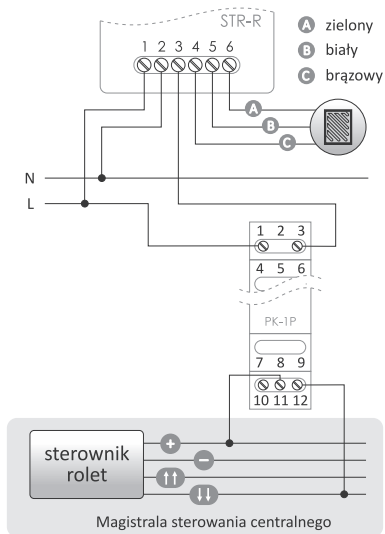 STR-R
1 2 3 4 5 6
A zielony
B biały
C brązowy
A
B
C
N
L
1 2 3
4 5 6
PK-1P
7 8 9
10 11 12
sterownik
rolet
+
−
↑↑
↓↓
Magistrala sterowania centralnego